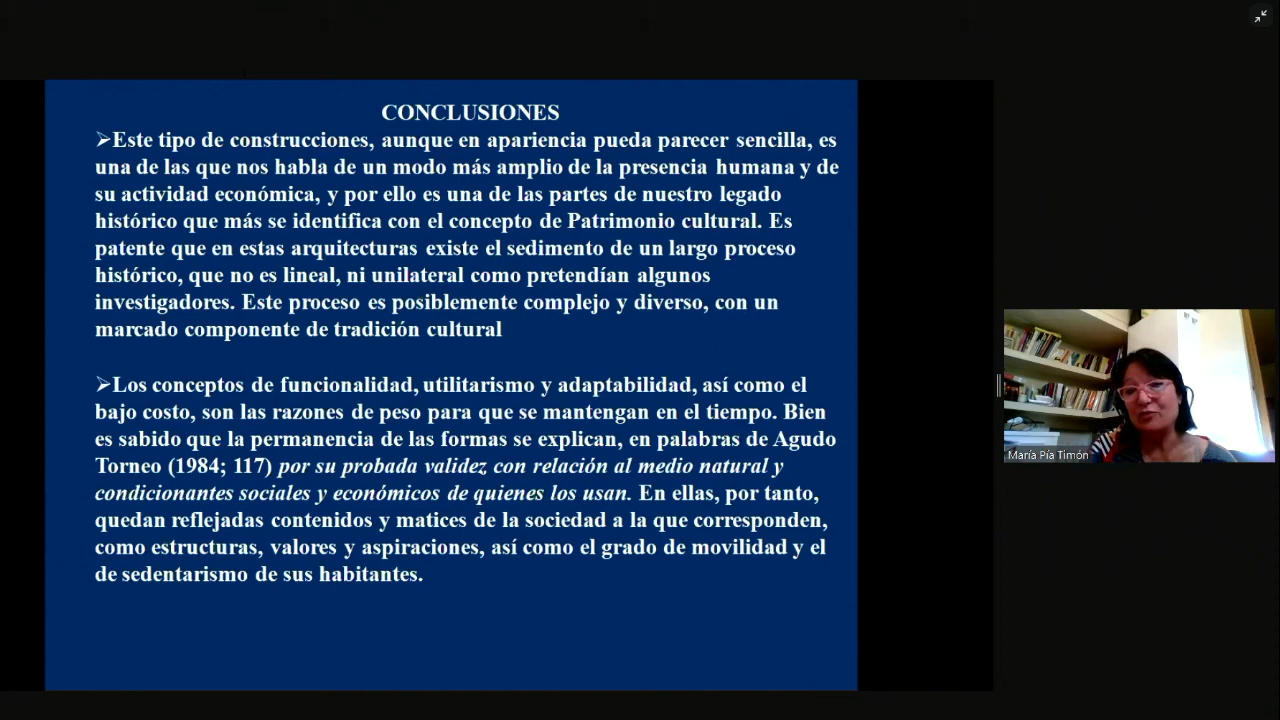 CONCLUSIONES
➢Este tipo de construcciones, aunque en apariencia pueda parecer sencilla, es
una de las que nos habla de un modo más amplio de la presencia humana y de
su actividad económica, y por ello es una de las partes de nuestro legado
histórico que más se identifica con el concepto de Patrimonio cultural. Es
patente que en estas arquitecturas existe el sedimento de un largo proceso
histórico, que no es lineal, ni unilateral como pretendían algunos
investigadores. Este proceso es posiblemente complejo y diverso, con un
marcado componente de tradición cultural
➢Los conceptos de funcionalidad, utilitarismo y adaptabilidad, así como el
bajo costo, son las razones de peso para que se mantengan en el tiempo. Bien
es sabido que la permanencia de las formas se explican, en palabras de Agudo
Torneo (1984; 117) por su probada validez con relación al medio natural y
condicionantes sociales y económicos de quienes los usan. En ellas, por tanto,
quedan reflejadas contenidos y matices de la sociedad a la que corresponden,
como estructuras, valores y aspiraciones, así como el grado de movilidad y el
de sedentarismo de sus habitantes.
María Pía Timón